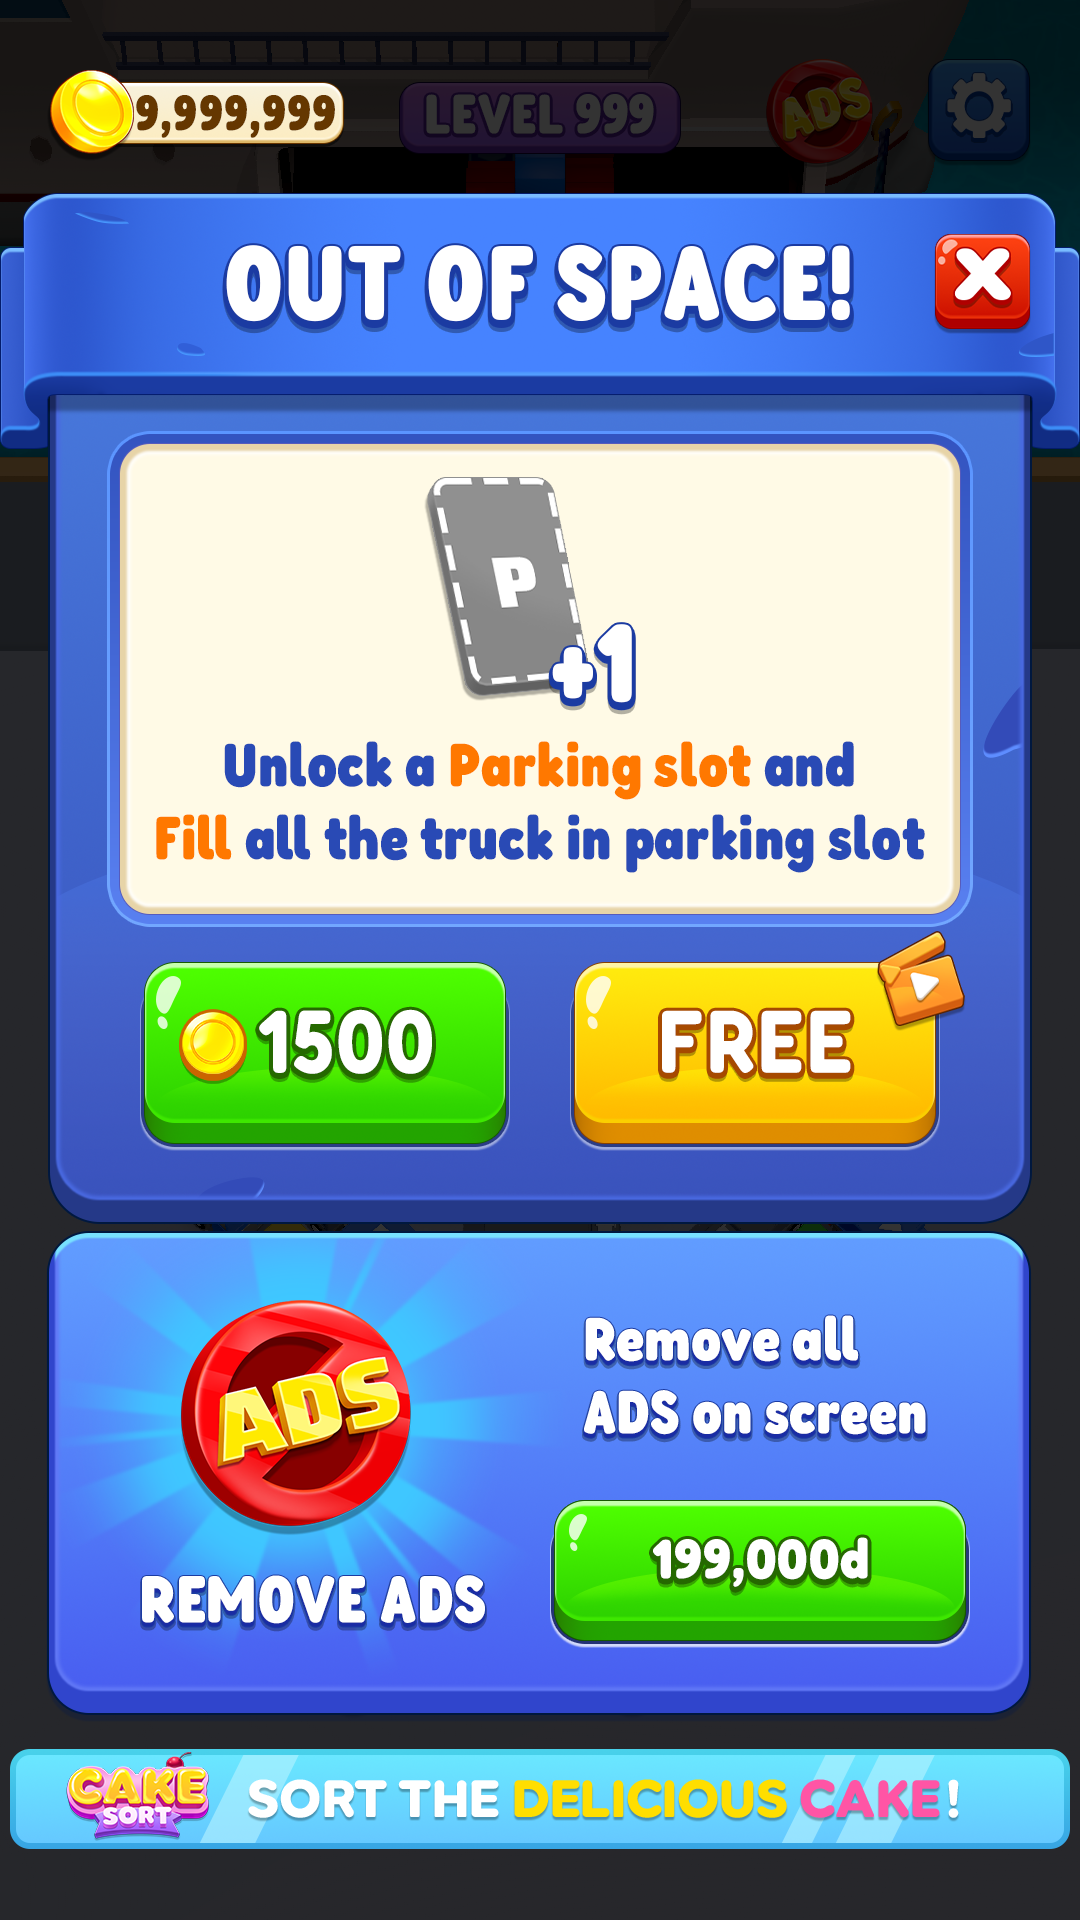 9,999,999
LEVEL 999
ADS
OUT OF SPACE!
P
+1
Unlock a Parking slot and
Fill all the truck in parking slot
1500
FREE
ADS
Remove all
ADS on screen
REMOVE ADS
199,000đ
CAKE
SORT
SORT THE DELICIOUS CAKE!